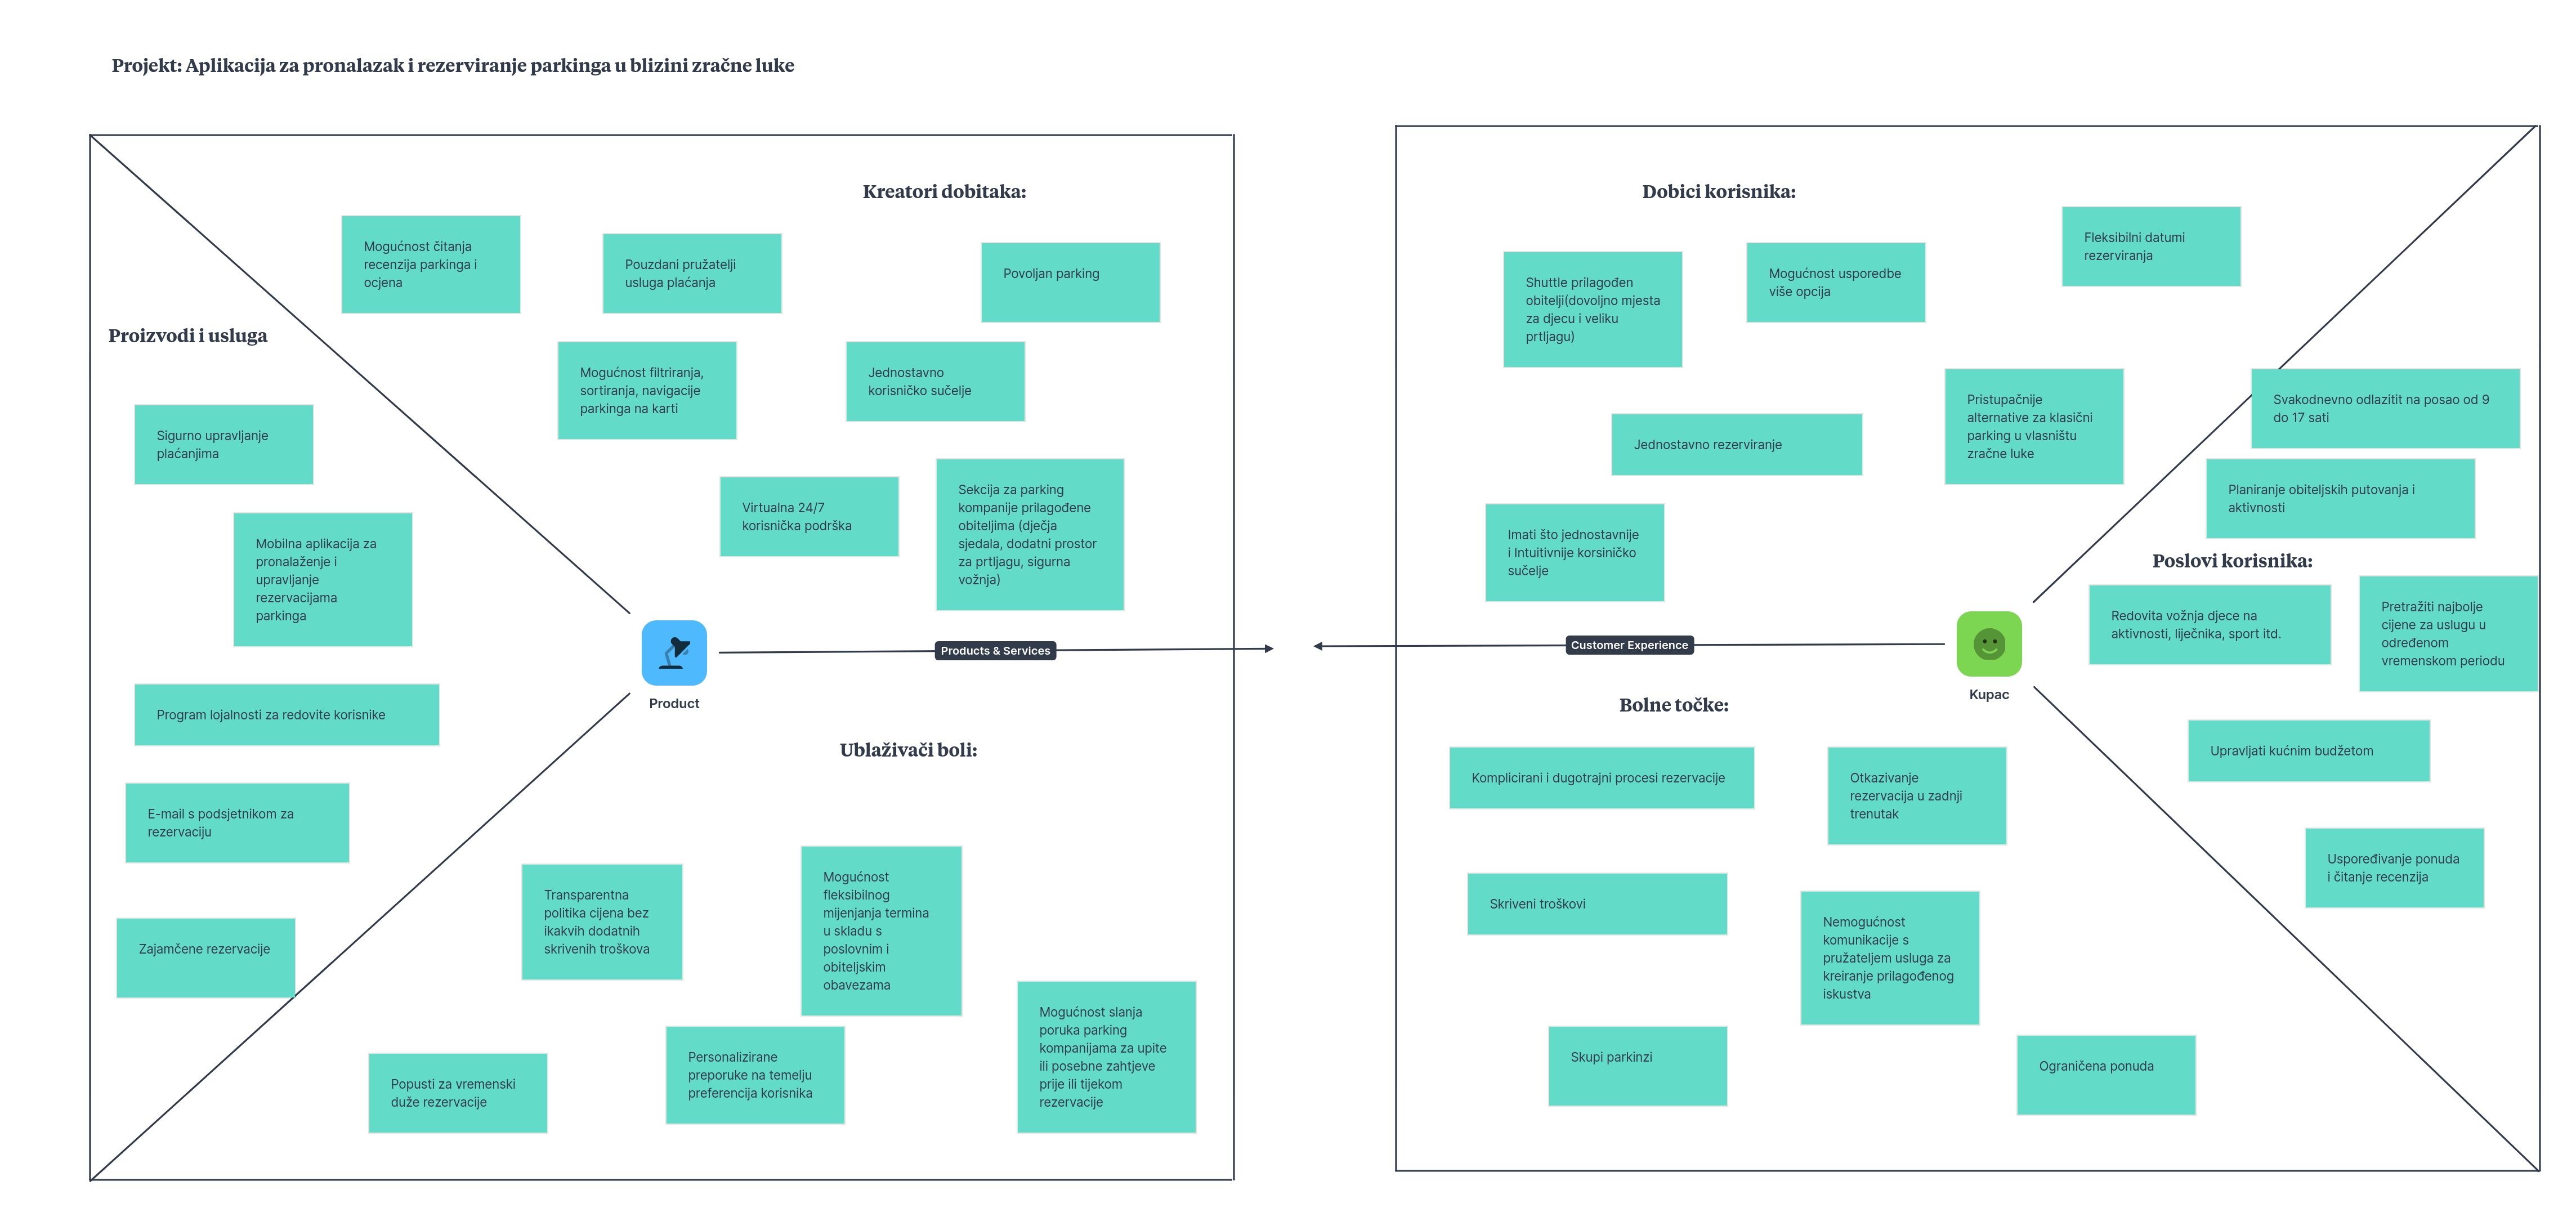 Projekt: Aplikacija za pronalazak i rezerviranje parkinga u blizini zračne luke
Kreatori dobitaka:
Mogućnost čitanja
recenzija parkinga i
ocjena
Pouzdani pružatelji
usluga plaćanja
Povoljan parking
Mogućnost filtriranja,
sortiranja, navigacije
parkinga na karti
Jednostavno
korisničko sučelje
Virtualna 24/7
korisnička podrška
Sekcija za parking
kompanije prilagođene
obiteljima (dječja
sjedala, dodatni prostor
za prtljagu, sigurna
vožnja)
Proizvodi i usluga
Sigurno upravljanje
plaćanjima
Mobilna aplikacija za
pronalaženje i
upravljanje
rezervacijama
parkinga
Program lojalnosti za redovite korisnike
E-mail s podsjetnikom za
rezervaciju
Zajamčene rezervacije
Product
Products & Services
Ublaživači boli:
Transparentna
politika cijena bez
ikakvih dodatnih
skrivenih troškova
Mogućnost
fleksibilnog
mijenjanja termina
u skladu s
poslovnim i
obiteljskim
obavezama
Mogućnost slanja
poruka parking
kompanijama za upite
ili posebne zahtjeve
prije ili tijekom
rezervacije
Popusti za vremenski
duže rezervacije
Personalizirane
preporuke na temelju
preferencija korisnika
Dobici korisnika:
Shuttle prilagođen
obitelji(dovoljno mjesta
za djecu i veliku
prtljagu)
Mogućnost usporedbe
više opcija
Fleksibilni datumi
rezerviranja
Jednostavno rezerviranje
Pristupačnije
alternative za klasični
parking u vlasništu
zračne luke
Imati što jednostavnije
i Intuitivnije korsiničko
sučelje
Customer Experience
Kupac
Svakodnevno odlazitit na posao od 9
do 17 sati
Planiranje obiteljskih putovanja i
aktivnosti
Poslovi korisnika:
Redovita vožnja djece na
aktivnosti, liječnika, sport itd.
Pretražiti najbolje
cijene za uslugu u
određenom
vremenskom periodu
Upravljati kućnim budžetom
Uspoređivanje ponuda
i čitanje recenzija
Bolne točke:
Komplicirani i dugotrajni procesi rezervacije
Otkazivanje
rezervacija u zadnji
trenutak
Skriveni troškovi
Nemogućnost
komunikacije s
pružateljem usluga za
kreiranje prilagođenog
iskustva
Skupi parkinzi
Ograničena ponuda